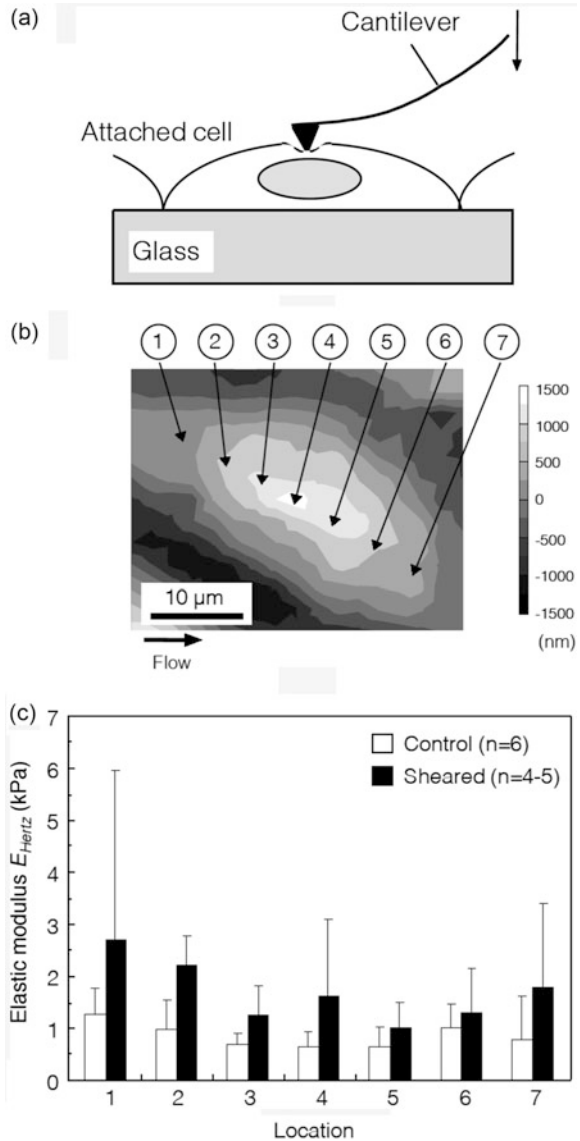 (a)
Cantilever
Attached cell
Glass
(b)
1 2 3 4 5 6 7
1500
1000
500
0
-500
-1000
-1500
(nm)
10 µm
Flow
(c)
7
6
5
4
3
2
1
0
Elastic modulus E_Hertz (kPa)
Control (n=6)
Sheared (n=4-5)
1 2 3 4 5 6 7
Location